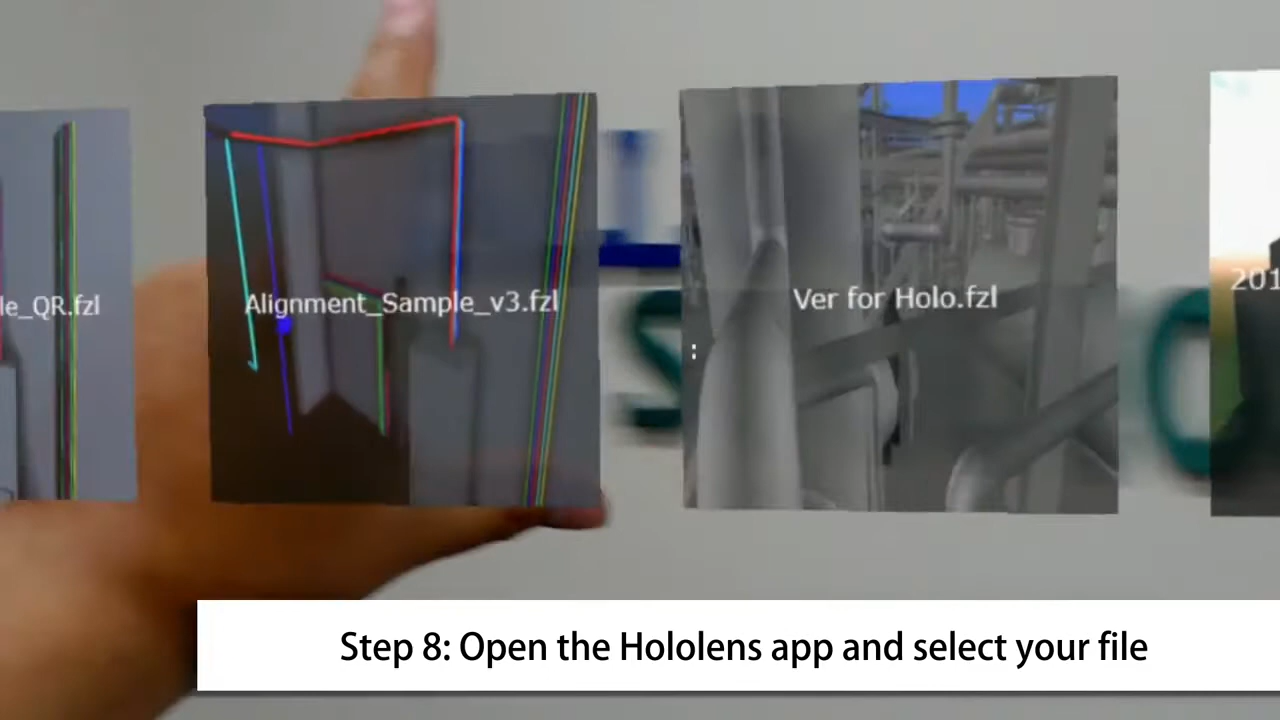 le_QR.fzl
Alignment_Sample_v3.fzl
Ver for Holo.fzl
201
:
Step 8: Open the Hololens app and select your file